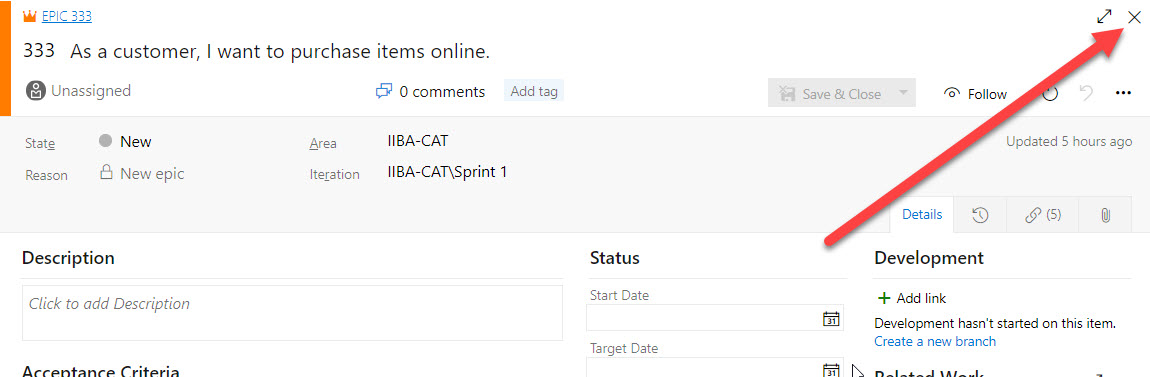 EPIC 333
333 As a customer, I want to purchase items online.
Unassigned
0 comments
Add tag
Save & Close
Follow
State
New
Area
IIBA-CAT
Updated 5 hours ago
Reason
New epic
Iteration
IIBA-CAT\Sprint 1
Details
(5)
Description
Status
Development
Click to add Description
Start Date
31
Add link
Development hasn't started on this item.
Create a new branch
Target Date
31
Acceptance Criteria
Related Work